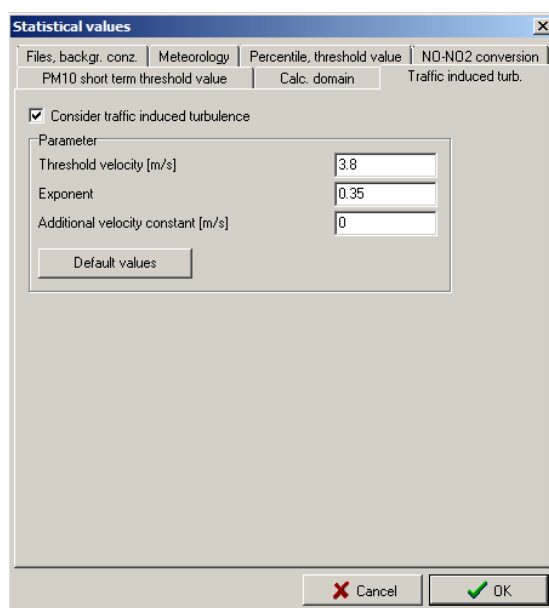 Statistical values
Files, backgr. conz. Meteorology Percentile, threshold value NO-NO2 conversion
PM10 short term threshold value Calc. domain Traffic induced turb.
Consider traffic induced turbulence
Parameter
Threshold velocity [m/s] 3.8
Exponent 0.35
Additional velocity constant [m/s] 0
Default values
Cancel OK